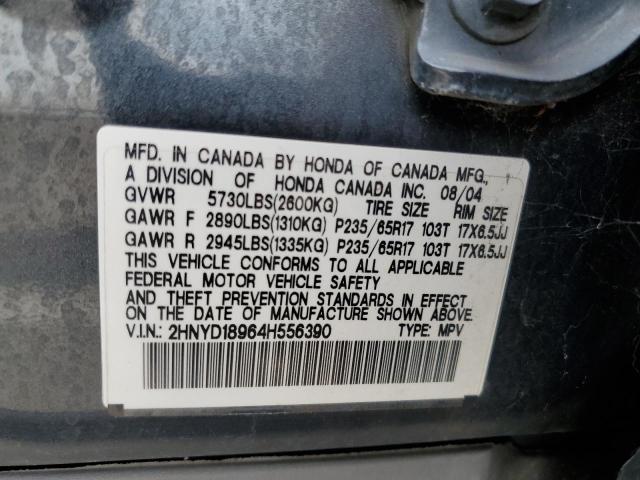 MFD. IN CANADA BY HONDA OF CANADA MFG.,
A DIVISION OF HONDA CANADA INC. 08/04
GVWR 5730LBS(2600KG) TIRE SIZE RIM SIZE
GAWR F 2890LBS(1310KG) P235/65R17 103T 17X6.5JJ
GAWR R 2945LBS(1335KG) P235/65R17 103T 17X6.5JJ
THIS VEHICLE CONFORMS TO ALL APPLICABLE
FEDERAL MOTOR VEHICLE SAFETY
AND THEFT PREVENTION STANDARDS IN EFFECT
ON THE DATE OF MANUFACTURE SHOWN ABOVE.
V.I.N.: 2HNYD18964H556390 TYPE: MPV